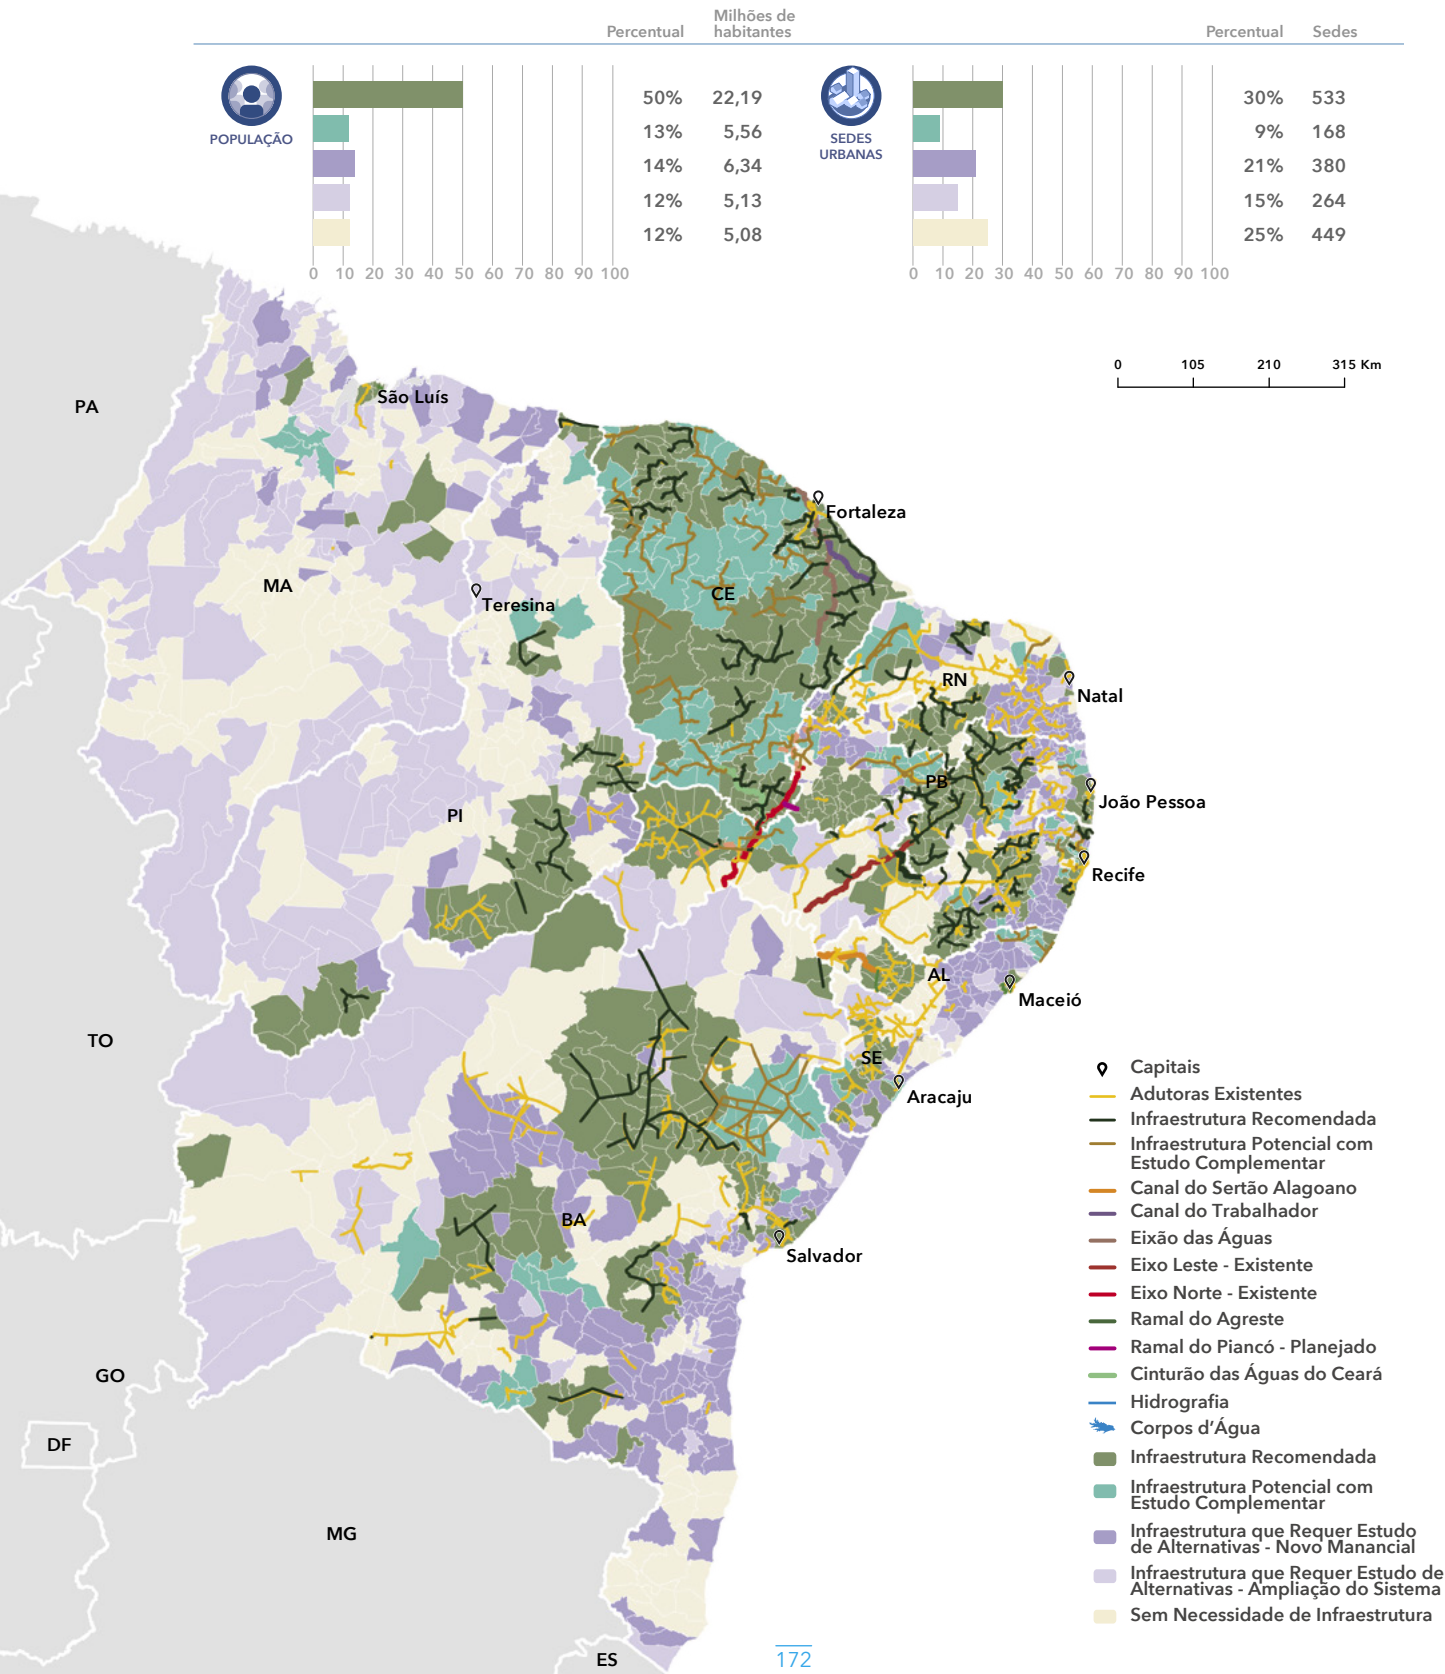 Percentual
Milhões de
habitantes
Percentual
Sedes
POPULAÇÃO
50% 22,19
13% 5,56
14% 6,34
12% 5,13
12% 5,08
0 10 20 30 40 50 60 70 80 90 100
SEDES
URBANAS
30% 533
9% 168
21% 380
15% 264
25% 449
0 10 20 30 40 50 60 70 80 90 100
0 105 210 315 Km
PA
São Luís
Fortaleza
MA
Teresina
CE
RN
Natal
PI
PB
João Pessoa
Recife
AL
Maceió
TO
SE
Aracaju
BA
Salvador
GO
DF
MG
ES
Capitais
Adutoras Existentes
Infraestrutura Recomendada
Infraestrutura Potencial com
Estudo Complementar
Canal do Sertão Alagoano
Canal do Trabalhador
Eixão das Águas
Eixo Leste - Existente
Eixo Norte - Existente
Ramal do Agreste
Ramal do Piancó - Planejado
Cinturão das Águas do Ceará
Hidrografia
Corpos d'Água
Infraestrutura Recomendada
Infraestrutura Potencial com
Estudo Complementar
Infraestrutura que Requer Estudo
de Alternativas - Novo Manancial
Infraestrutura que Requer Estudo de
Alternativas - Ampliação do Sistema
Sem Necessidade de Infraestrutura
172